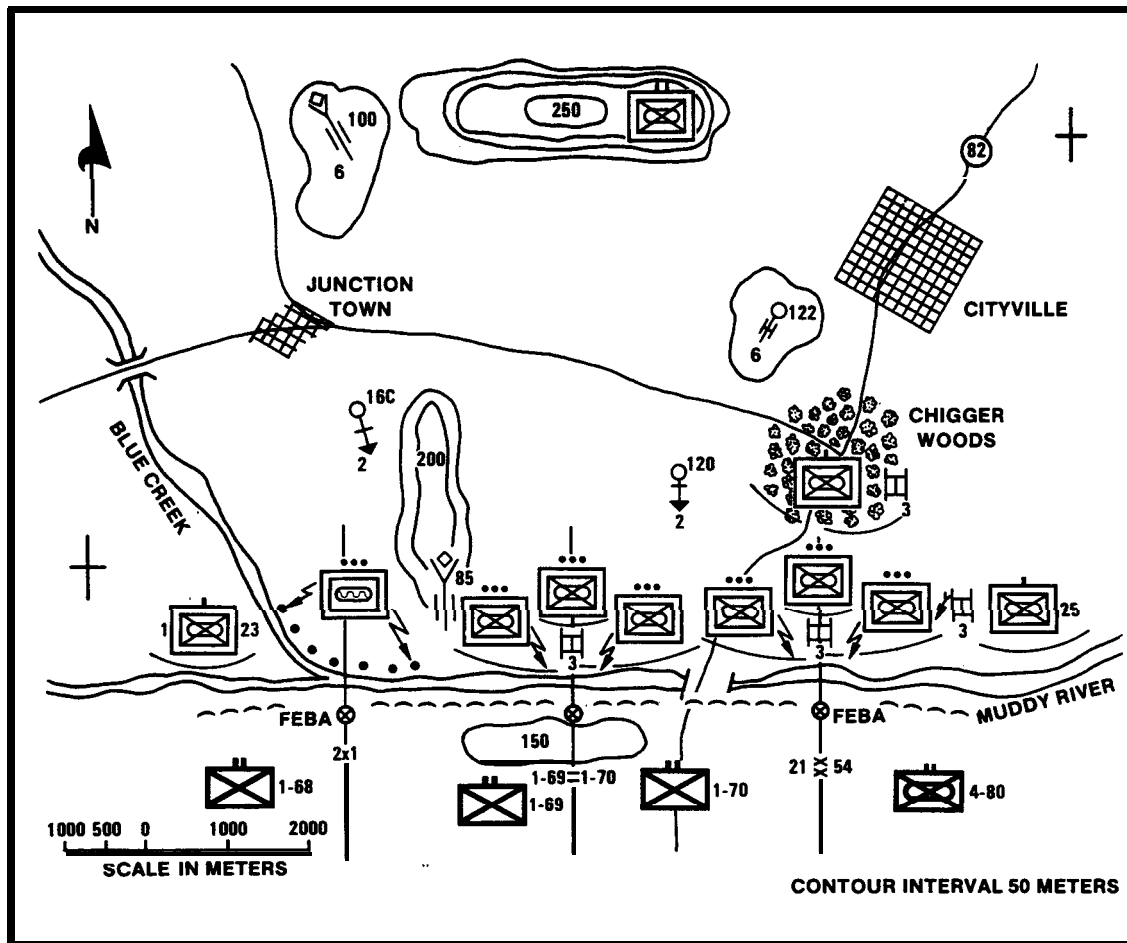 250
100
6
82
N
JUNCTION
TOWN
CITYVILLE
122
6
16C
2
BLUE CREEK
200
CHIGGER
WOODS
120
2
3
85
1
23
3
3
3
25
MUDDY RIVER
FEBA
FEBA
150
2x1
1-68
1-69=1-70
1-69
1-70
21 XX 54
4-80
1000 500 0 1000 2000
SCALE IN METERS
CONTOUR INTERVAL 50 METERS